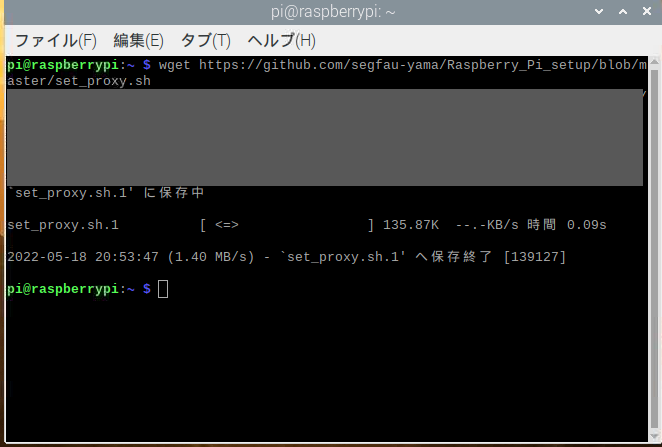 pi@raspberrypi: ~
ファイル(F) 編集(E) タブ(T) ヘルプ(H)
pi@raspberrypi:~ $ wget https://github.com/segfau-yama/Raspberry_Pi_setup/blob/m
aster/set_proxy.sh
`set_proxy.sh.1' に保存中
set_proxy.sh.1 [ <=> ] 135.87K --.-KB/s 時間 0.09s
2022-05-18 20:53:47 (1.40 MB/s) - `set_proxy.sh.1' へ保存終了 [139127]
pi@raspberrypi:~ $